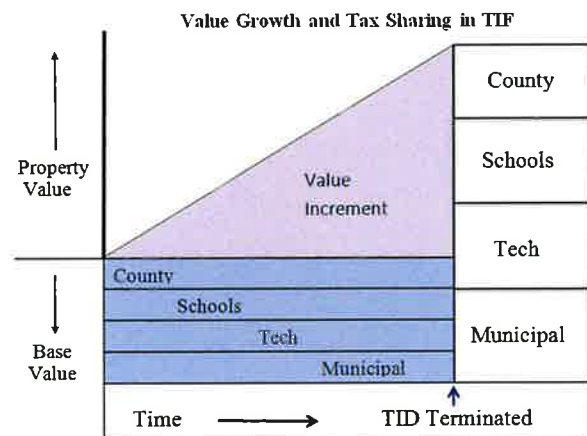 Value Growth and Tax Sharing in TIF
County
Schools
Property
Value
Value
Increment
Tech
County
Schools
Tech
Base
Value
Municipal
Municipal
Time
TID Terminated